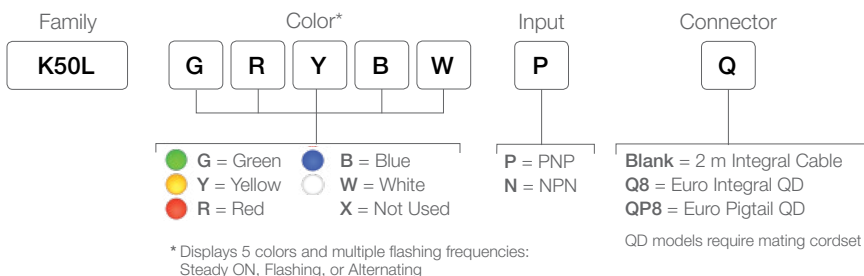 Family Color* Input Connector
K50L G R Y B W P Q
G = Green B = Blue P = PNP Blank = 2 m Integral Cable
Y = Yellow W = White N = NPN Q8 = Euro Integral QD
R = Red X = Not Used QP8 = Euro Pigtail QD
QD models require mating cordset
* Displays 5 colors and multiple flashing frequencies:
Steady ON, Flashing, or Alternating